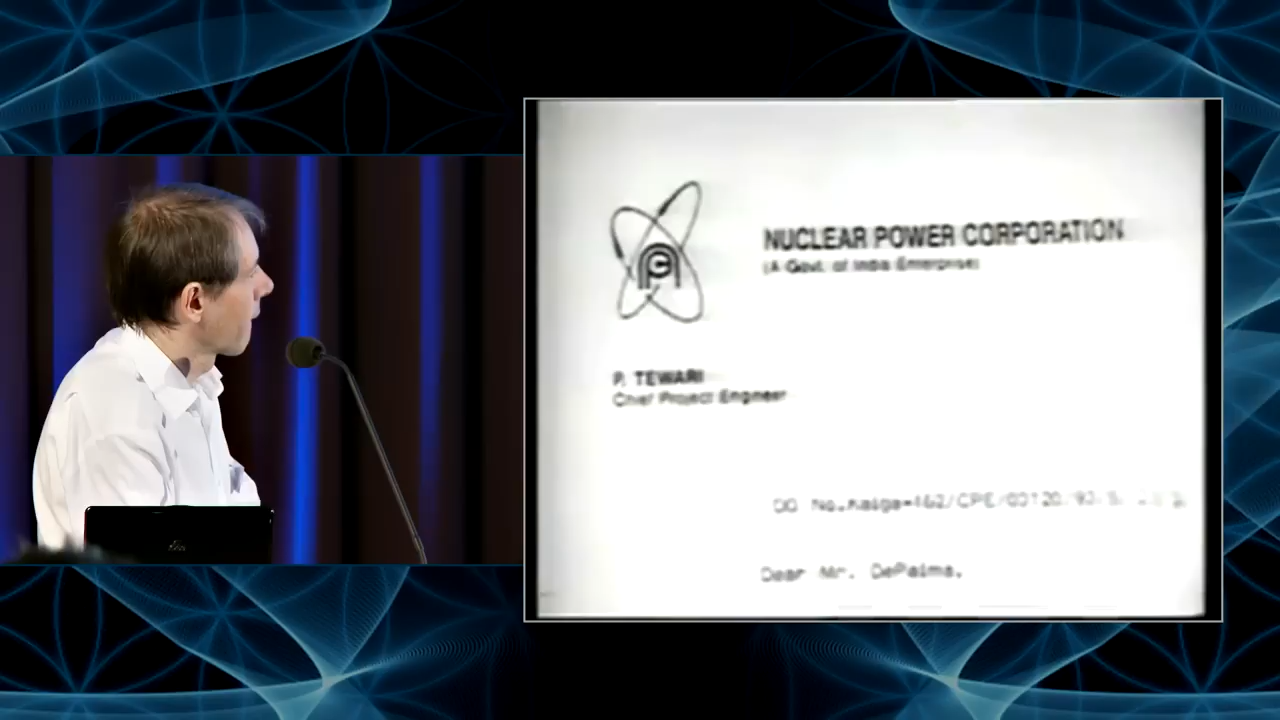 NUCLEAR POWER CORPORATION
(A Govt. of India Enterprise)
P. TEWARI
Chief Project Engineer
Dear Mr. DePalma,